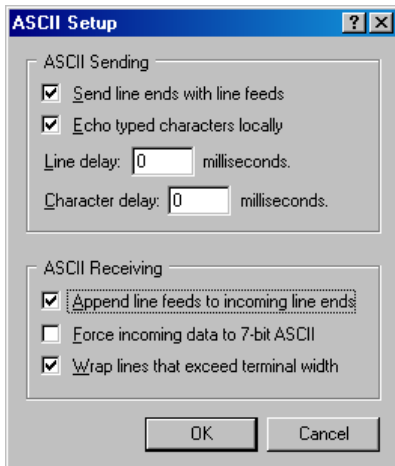 ASCII Setup
ASCII Sending
Send line ends with line feeds
Echo typed characters locally
Line delay: 0 milliseconds.
Character delay: 0 milliseconds.
ASCII Receiving
Append line feeds to incoming line ends
Force incoming data to 7-bit ASCII
Wrap lines that exceed terminal width
OK Cancel